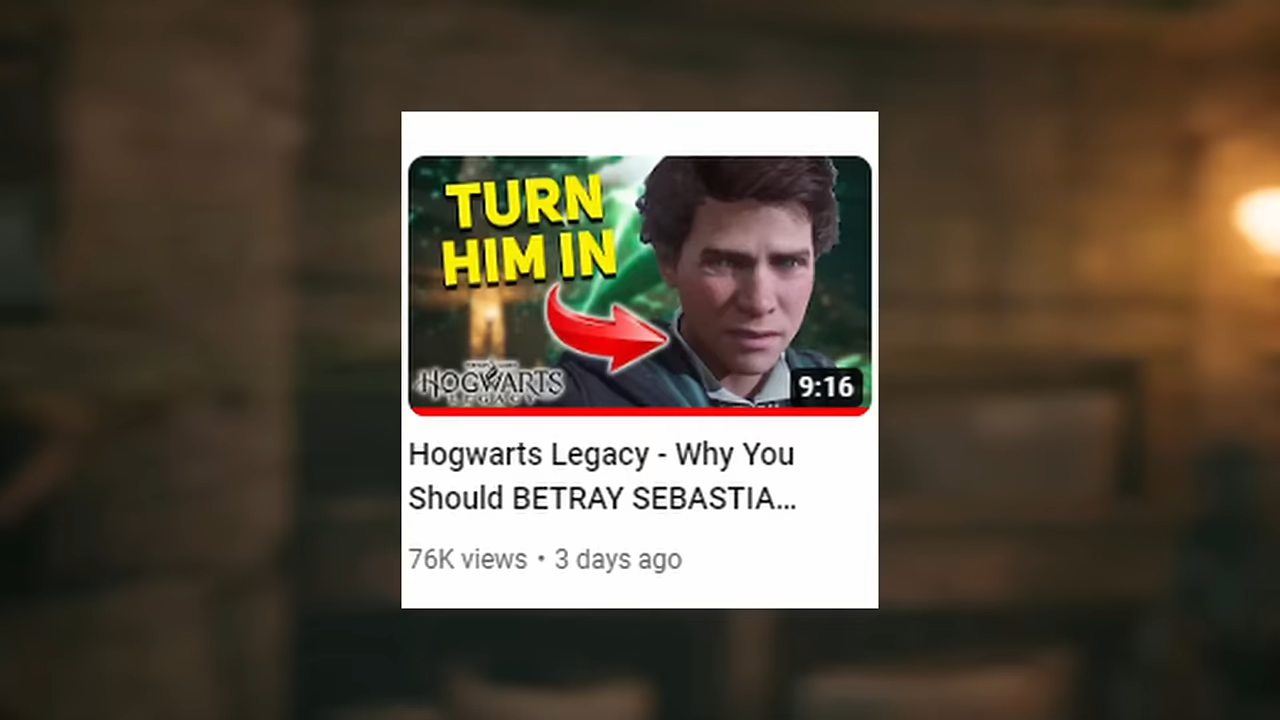 TURN
HIM IN
HOGWARTS
LEGACY
9:16
Hogwarts Legacy - Why You
Should BETRAY SEBASTIA...
76K views • 3 days ago